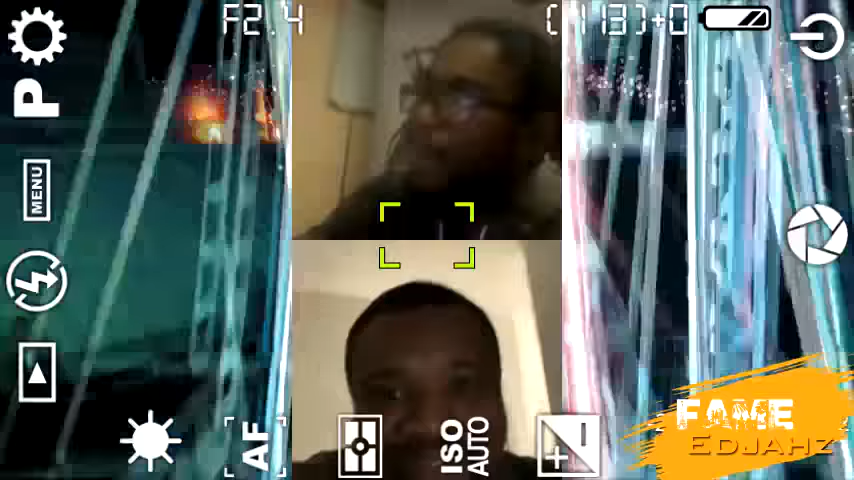 F2.4
(113)+0
P
MENU
AF
ISO
AUTO
FAME
EDJAHZ